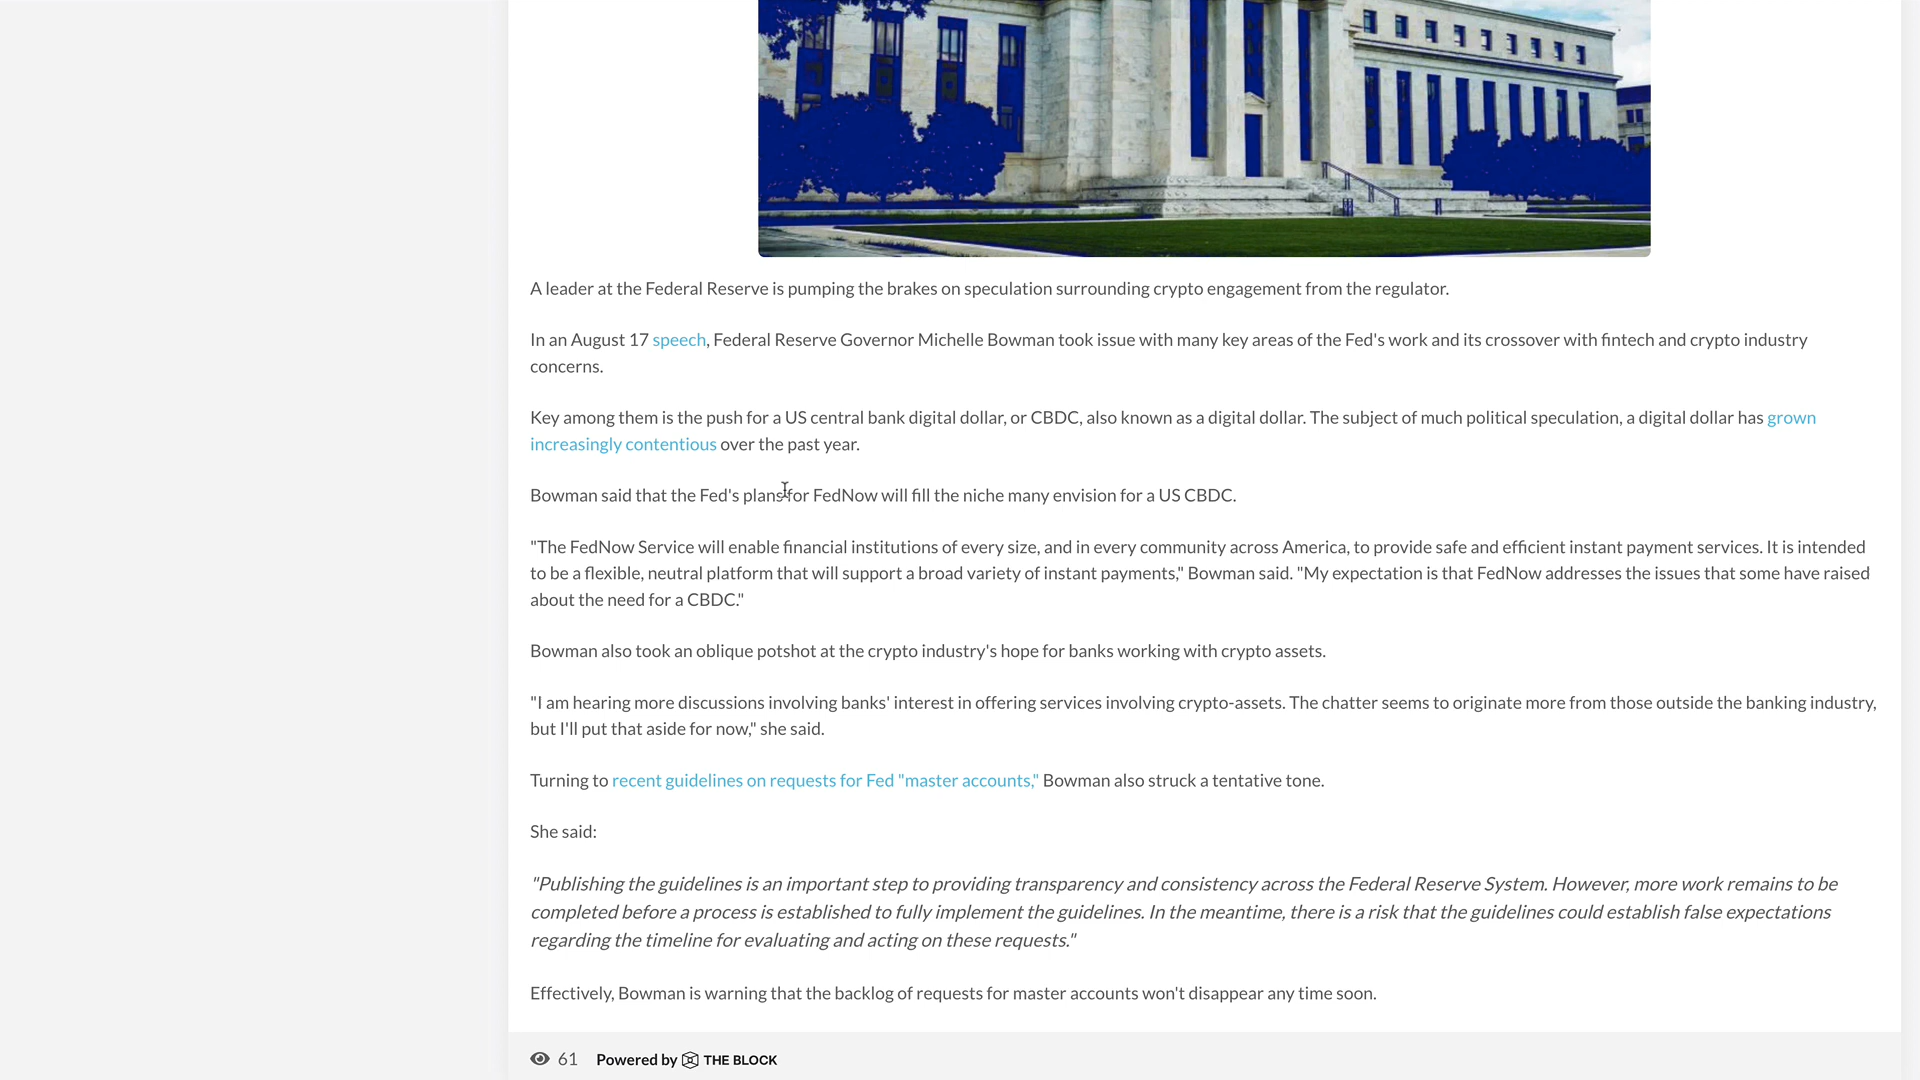 A leader at the Federal Reserve is pumping the brakes on speculation surrounding crypto engagement from the regulator.
In an August 17 speech, Federal Reserve Governor Michelle Bowman took issue with many key areas of the Fed's work and its crossover with fintech and crypto industry
concerns.
Key among them is the push for a US central bank digital dollar, or CBDC, also known as a digital dollar. The subject of much political speculation, a digital dollar has grown
increasingly contentious over the past year.
Bowman said that the Fed's plans for FedNow will fill the niche many envision for a US CBDC.
"The FedNow Service will enable financial institutions of every size, and in every community across America, to provide safe and efficient instant payment services. It is intended
to be a flexible, neutral platform that will support a broad variety of instant payments," Bowman said. "My expectation is that FedNow addresses the issues that some have raised
about the need for a CBDC."
Bowman also took an oblique potshot at the crypto industry's hope for banks working with crypto assets.
"I am hearing more discussions involving banks' interest in offering services involving crypto-assets. The chatter seems to originate more from those outside the banking industry,
but I'll put that aside for now," she said.
Turning to recent guidelines on requests for Fed "master accounts," Bowman also struck a tentative tone.
She said:
"Publishing the guidelines is an important step to providing transparency and consistency across the Federal Reserve System. However, more work remains to be
completed before a process is established to fully implement the guidelines. In the meantime, there is a risk that the guidelines could establish false expectations
regarding the timeline for evaluating and acting on these requests."
Effectively, Bowman is warning that the backlog of requests for master accounts won't disappear any time soon.
61 Powered by THE BLOCK